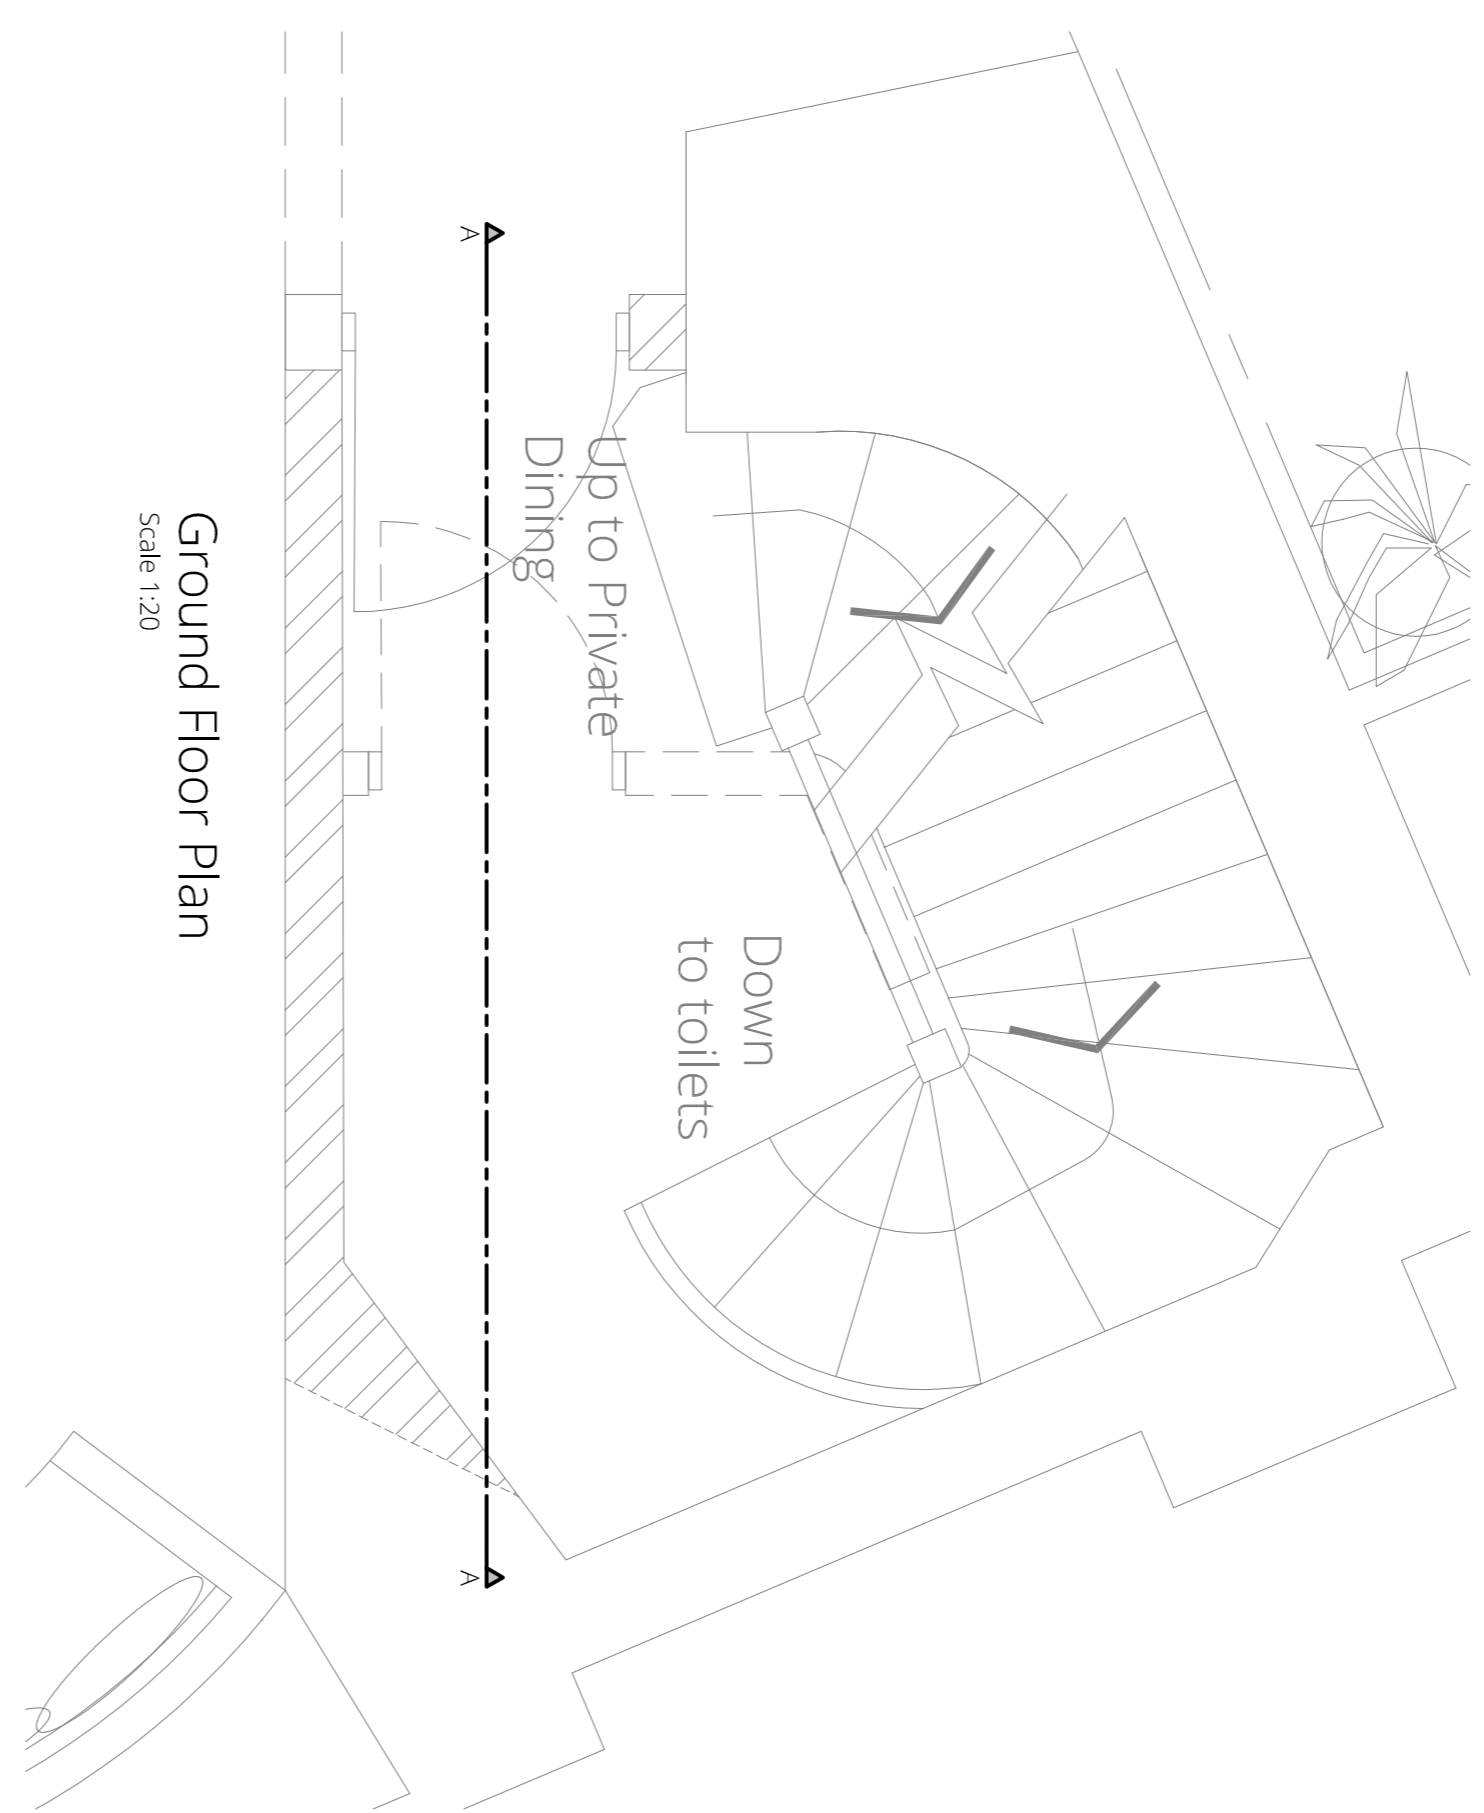 A
Up to Private
Dining
Down
to toilets
A
Ground Floor Plan
Scale 1:20